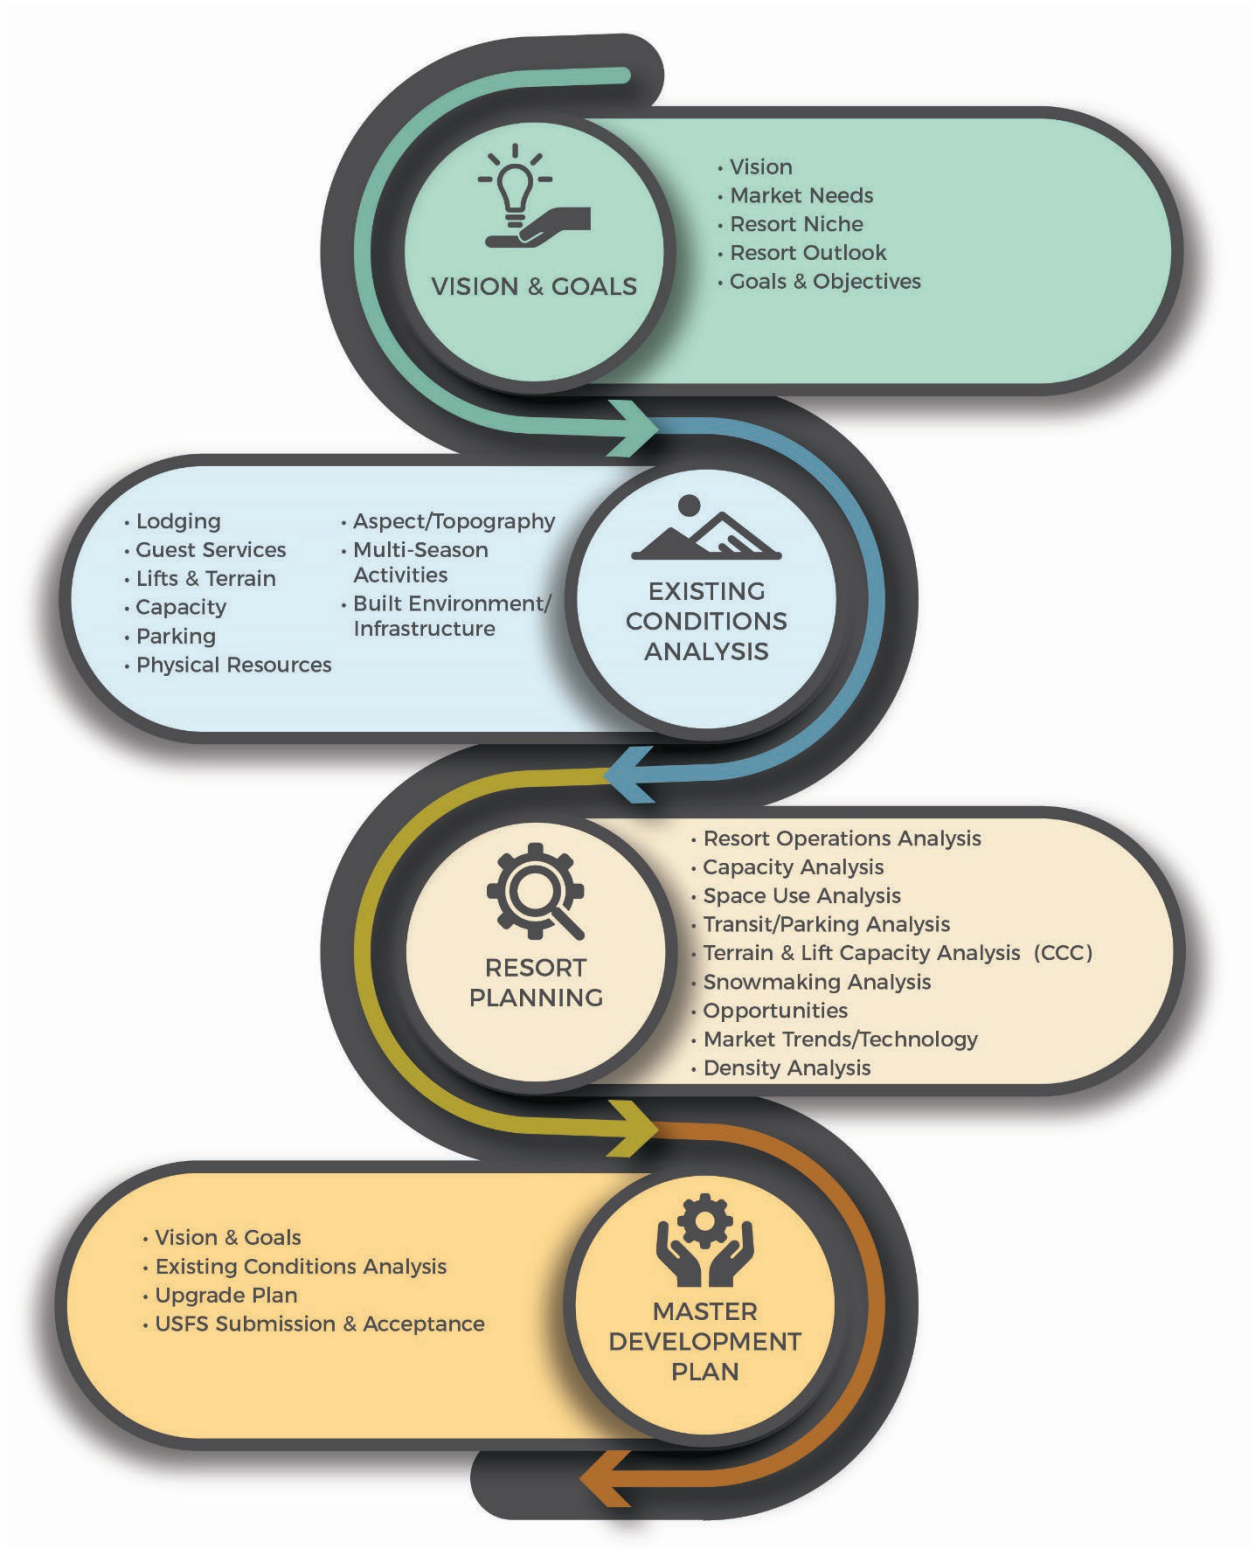 VISION & GOALS
• Vision
• Market Needs
• Resort Niche
• Resort Outlook
• Goals & Objectives
• Lodging
• Guest Services
• Lifts & Terrain
• Capacity
• Parking
• Physical Resources
• Aspect/Topography
• Multi-Season
Activities
• Built Environment/
Infrastructure
EXISTING
CONDITIONS
ANALYSIS
RESORT
PLANNING
• Resort Operations Analysis
• Capacity Analysis
• Space Use Analysis
• Transit/Parking Analysis
• Terrain & Lift Capacity Analysis (CCC)
• Snowmaking Analysis
• Opportunities
• Market Trends/Technology
• Density Analysis
• Vision & Goals
• Existing Conditions Analysis
• Upgrade Plan
• USFS Submission & Acceptance
MASTER
DEVELOPMENT
PLAN